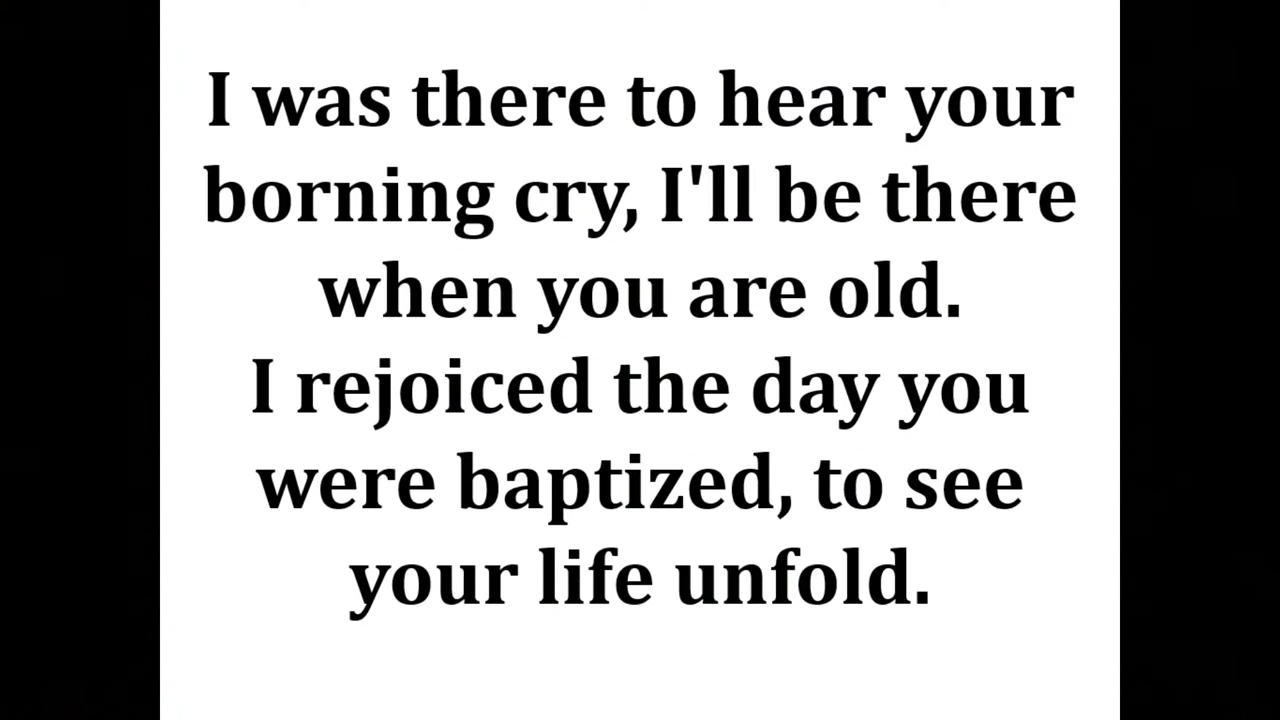 I was there to hear your
borning cry, I'll be there
when you are old.
I rejoiced the day you
were baptized, to see
your life unfold.